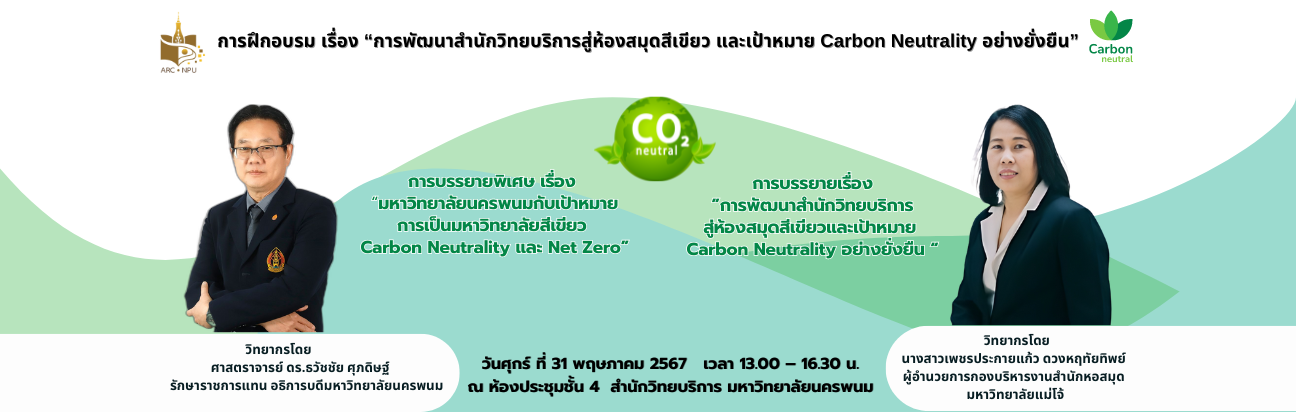 การฝึกอบรม เรื่อง “การพัฒนาสำนักวิทยบริการสู่ห้องสมุดสีเขียว และเป้าหมาย Carbon Neutrality อย่างยั่งยืน”
ARC • NPU
Carbon
neutral
CO2
neutral
การบรรยายพิเศษ เรื่อง
“มหาวิทยาลัยนครพนมกับเป้าหมาย
การเป็นมหาวิทยาลัยสีเขียว
Carbon Neutrality และ Net Zero”
การบรรยายเรื่อง
“การพัฒนาสำนักวิทยบริการ
สู่ห้องสมุดสีเขียวและเป้าหมาย
Carbon Neutrality อย่างยั่งยืน “
วิทยากรโดย
ศาสตราจารย์ ดร.ธวัชชัย ศุภดิษฐ์
รักษาราชการแทน อธิการบดีมหาวิทยาลัยนครพนม
วันศุกร์ ที่ 31 พฤษภาคม 2567 เวลา 13.00 – 16.30 น.
ณ ห้องประชุมชั้น 4 สำนักวิทยบริการ มหาวิทยาลัยนครพนม
วิทยากรโดย
นางสาวเพชรประกายแก้ว ดวงหฤทัยทิพย์
ผู้อำนวยการกองบริหารงานสำนักหอสมุด
มหาวิทยาลัยแม่โจ้